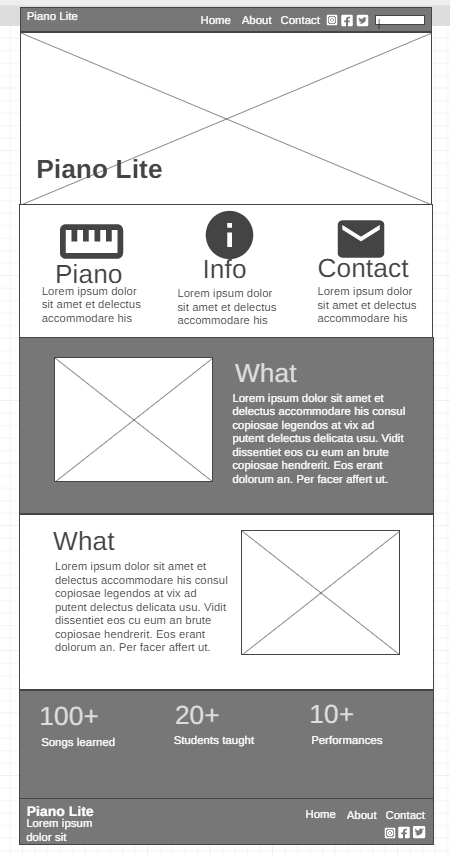 Piano Lite
Home About Contact
Piano Lite
Piano
Lorem ipsum dolor
sit amet et delectus
accommodare his
Info
Lorem ipsum dolor
sit amet et delectus
accommodare his
Contact
Lorem ipsum dolor
sit amet et delectus
accommodare his
What
Lorem ipsum dolor sit amet et
delectus accommodare his consul
copiosae legendos at vix ad
putent delectus delicata usu. Vidit
dissentiet eos cu eum an brute
copiosae hendrerit. Eos erant
dolorum an. Per facer affert ut.
What
Lorem ipsum dolor sit amet et
delectus accommodare his consul
copiosae legendos at vix ad
putent delectus delicata usu. Vidit
dissentiet eos cu eum an brute
copiosae hendrerit. Eos erant
dolorum an. Per facer affert ut.
100+
Songs learned
20+
Students taught
10+
Performances
Piano Lite
Lorem ipsum
dolor sit
Home About Contact